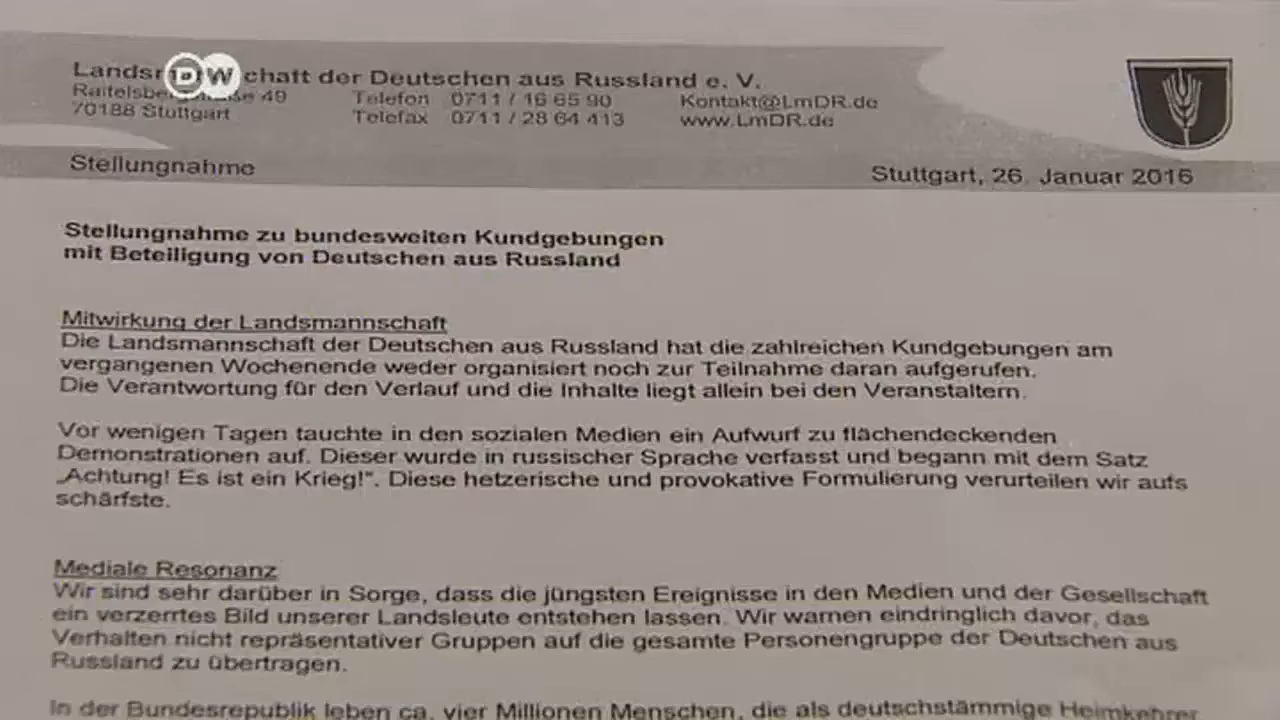 DW
Landsmannschaft der Deutschen aus Russland e. V.
Raitelsbergstraße 49 Telefon 0711 / 16 65 90 Kontakt@LmDR.de
70188 Stuttgart Telefax 0711 / 28 64 413 www.LmDR.de
Stellungnahme Stuttgart, 26. Januar 2016
Stellungnahme zu bundesweiten Kundgebungen
mit Beteiligung von Deutschen aus Russland
Mitwirkung der Landsmannschaft
Die Landsmannschaft der Deutschen aus Russland hat die zahlreichen Kundgebungen am
vergangenen Wochenende weder organisiert noch zur Teilnahme daran aufgerufen.
Die Verantwortung für den Verlauf und die Inhalte liegt allein bei den Veranstaltern.
Vor wenigen Tagen tauchte in den sozialen Medien ein Aufwurf zu flächendeckenden
Demonstrationen auf. Dieser wurde in russischer Sprache verfasst und begann mit dem Satz
„Achtung! Es ist ein Krieg!“. Diese hetzerische und provokative Formulierung verurteilen wir aufs
schärfste.
Mediale Resonanz
Wir sind sehr darüber in Sorge, dass die jüngsten Ereignisse in den Medien und der Gesellschaft
ein verzerrtes Bild unserer Landsleute entstehen lassen. Wir warnen eindringlich davor, das
Verhalten nicht repräsentativer Gruppen auf die gesamte Personengruppe der Deutschen aus
Russland zu übertragen.
In der Bundesrepublik leben ca. vier Millionen Menschen, die als deutschstämmige Heimkehrer